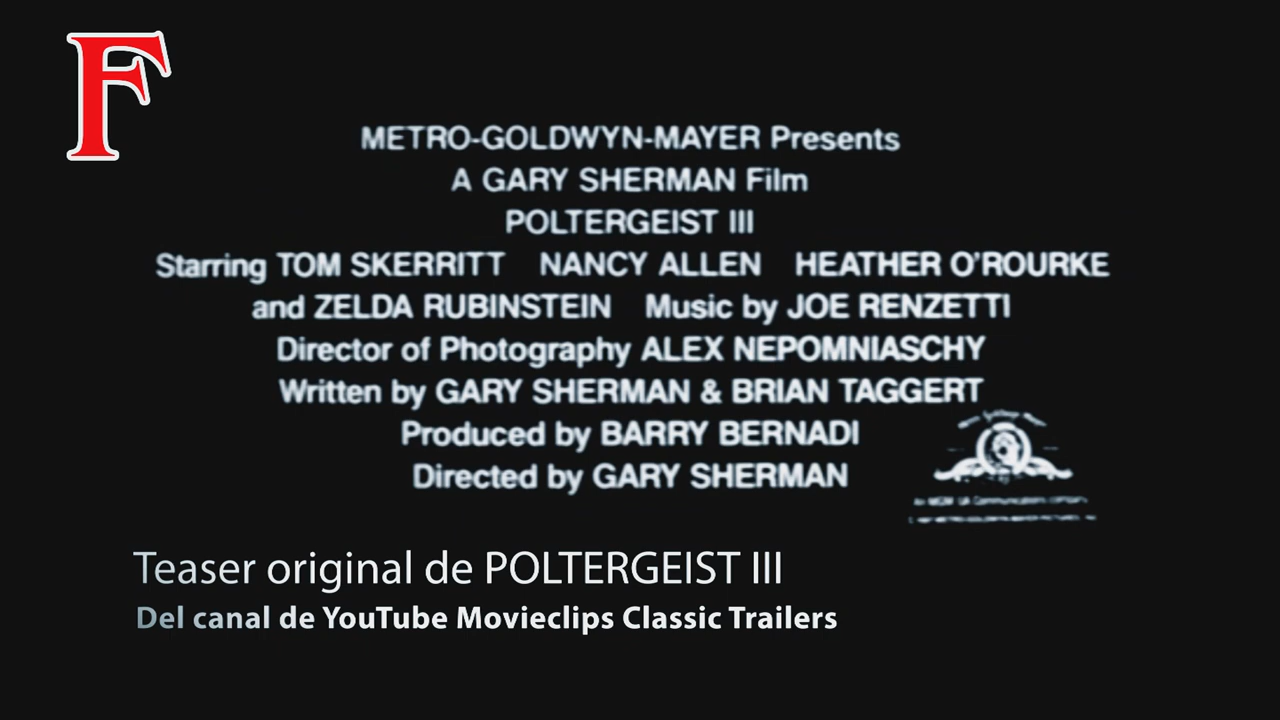 F
METRO-GOLDWYN-MAYER Presents
A GARY SHERMAN Film
POLTERGEIST III
Starring TOM SKERRITT NANCY ALLEN HEATHER O'ROURKE
and ZELDA RUBINSTEIN Music by JOE RENZETTI
Director of Photography ALEX NEPOMNIASCHY
Written by GARY SHERMAN & BRIAN TAGGERT
Produced by BARRY BERNADI
Directed by GARY SHERMAN
Teaser original de POLTERGEIST III
Del canal de YouTube Movieclips Classic Trailers